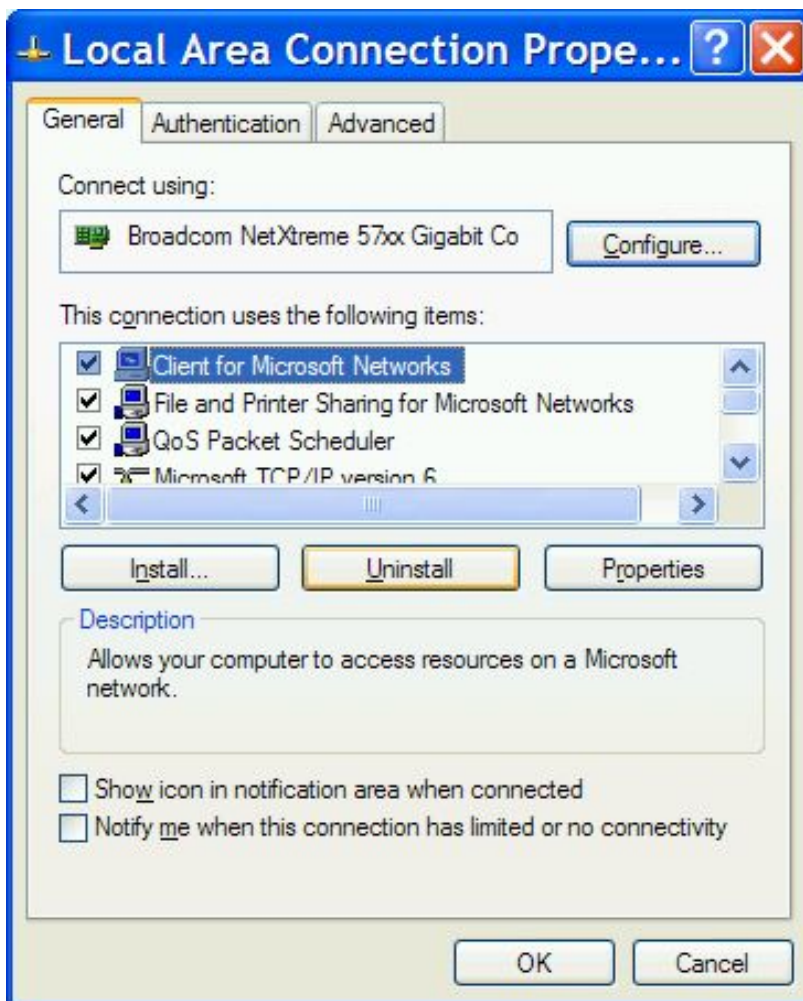 Local Area Connection Prope...
General Authentication Advanced
Connect using:
Broadcom NetXtreme 57xx Gigabit Co
Configure...
This connection uses the following items:
Client for Microsoft Networks
File and Printer Sharing for Microsoft Networks
QoS Packet Scheduler
Microsoft TCP/IP version 6
Install... Uninstall Properties
Description
Allows your computer to access resources on a Microsoft
network.
Show icon in notification area when connected
Notify me when this connection has limited or no connectivity
OK Cancel